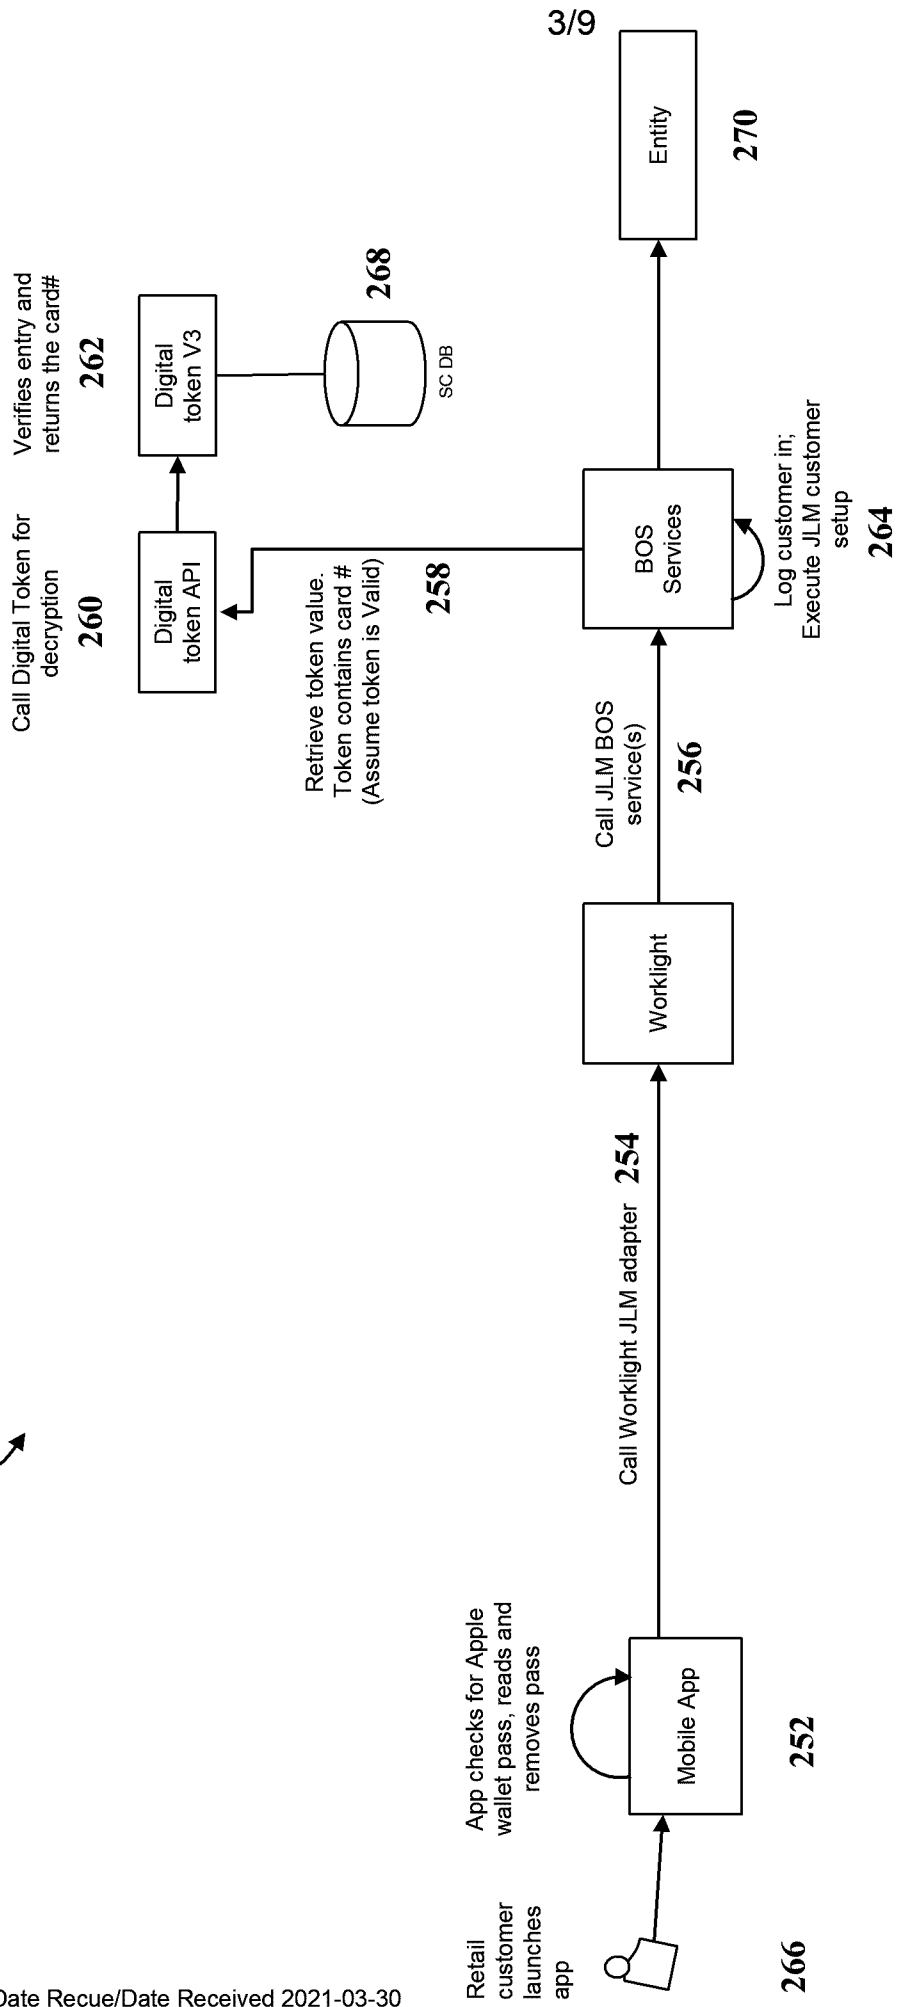 3/9
Retail
customer
launches
app
266
App checks for Apple
wallet pass, reads and
removes pass
Mobile App
252
Call Worklight JLM adapter
254
Worklight
Call JLM BOS
service(s)
256
BOS
Services
Log customer in;
Execute JLM customer
setup
264
Retrieve token value.
Token contains card #
(Assume token is Valid)
258
Call Digital Token for
decryption
260
Digital
token API
Verifies entry and
returns the card#
262
Digital
token V3
268
SC DB
Entity
270
Date Recue/Date Received 2021-03-30